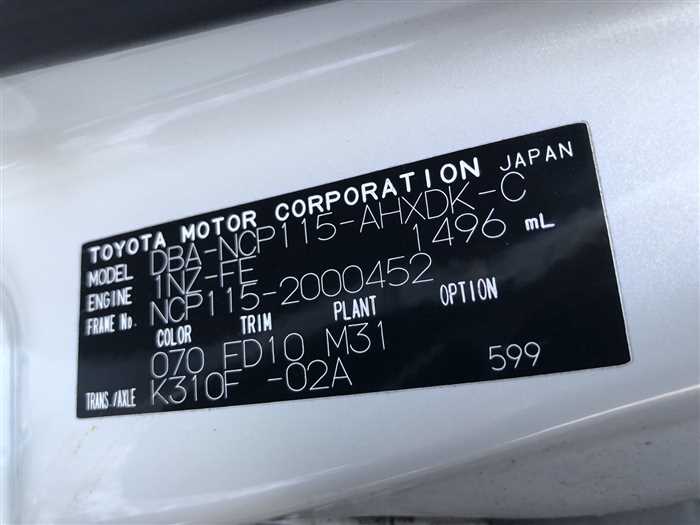 TOYOTA MOTOR CORPORATION JAPAN
MODEL DBA-NCP115-AHXDK-C
ENGINE 1NZ-FE 1496 mL
FRAME No. NCP115-2000452
COLOR TRIM PLANT OPTION
070 FD10 M31
TRANS./AXLE K310F -02A 599